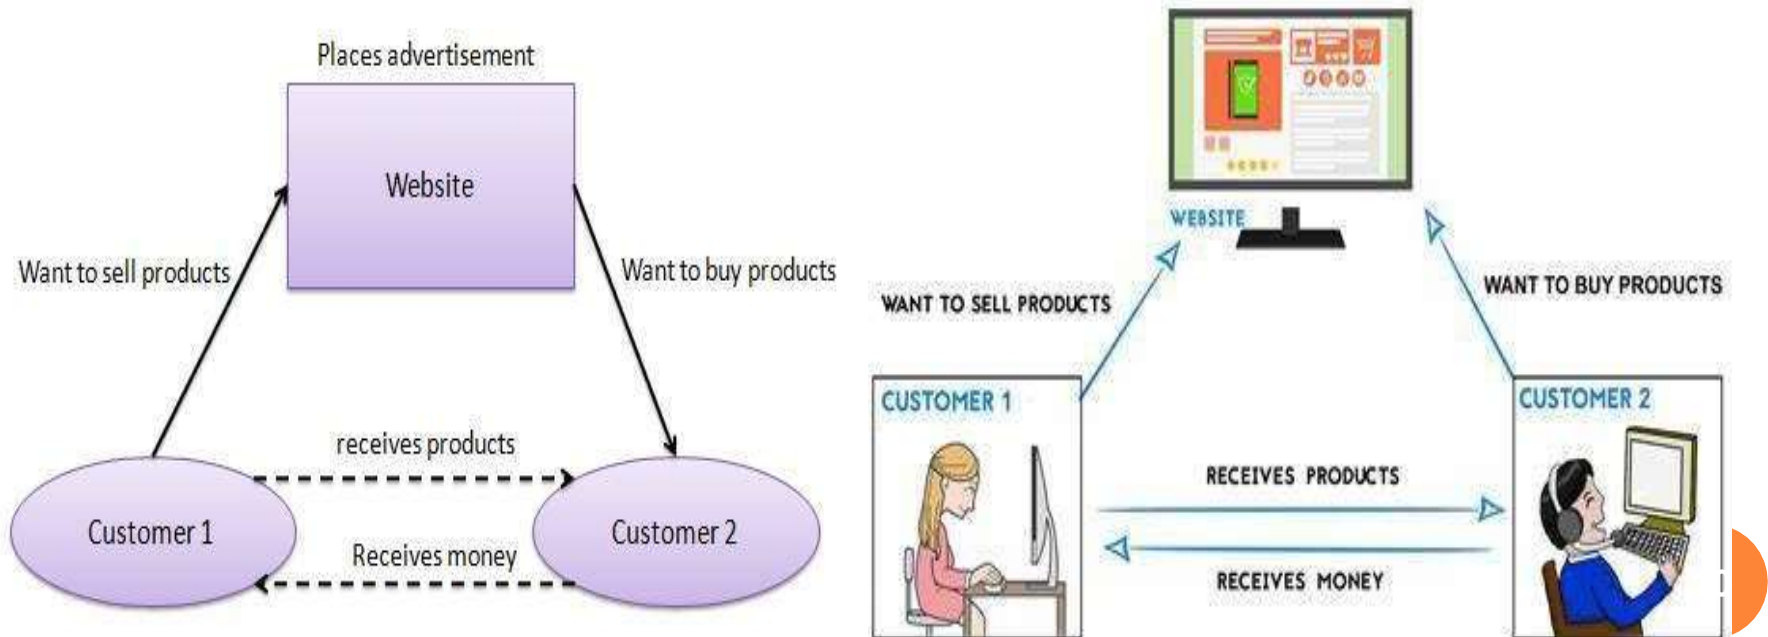 Places advertisement
Website
Want to sell products
Want to buy products
receives products
Customer 1
Customer 2
Receives money
WEBSITE
WANT TO SELL PRODUCTS
WANT TO BUY PRODUCTS
CUSTOMER 1
CUSTOMER 2
RECEIVES PRODUCTS
RECEIVES MONEY